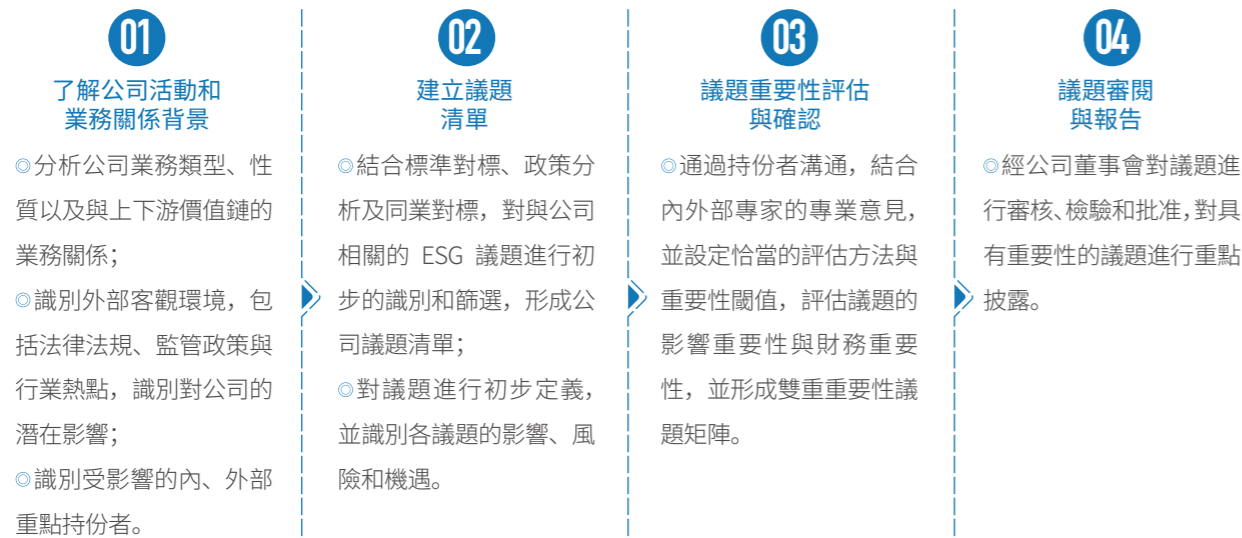 01
了解公司活動和
業務關係背景
◎分析公司業務類型、性
質以及與上下游價值鏈的
業務關係；
◎識別外部客觀環境，包
括法律法規、監管政策與
行業熱點，識別對公司的
潛在影響；
◎識別受影響的內、外部
重點持份者。
02
建立議題
清單
◎結合標準對標、政策分
析及同業對標，對與公司
相關的 ESG 議題進行初
步的識別和篩選，形成公
司議題清單；
◎對議題進行初步定義，
並識別各議題的影響、風
險和機遇。
03
議題重要性評估
與確認
◎通過持份者溝通，結合
內外部專家的專業意見，
並設定恰當的評估方法與
重要性閾值，評估議題的
影響重要性與財務重要
性，並形成雙重重要性議
題矩陣。
04
議題審閱
與報告
◎經公司董事會對議題進
行審核、檢驗和批准，對具
有重要性的議題進行重點
披露。